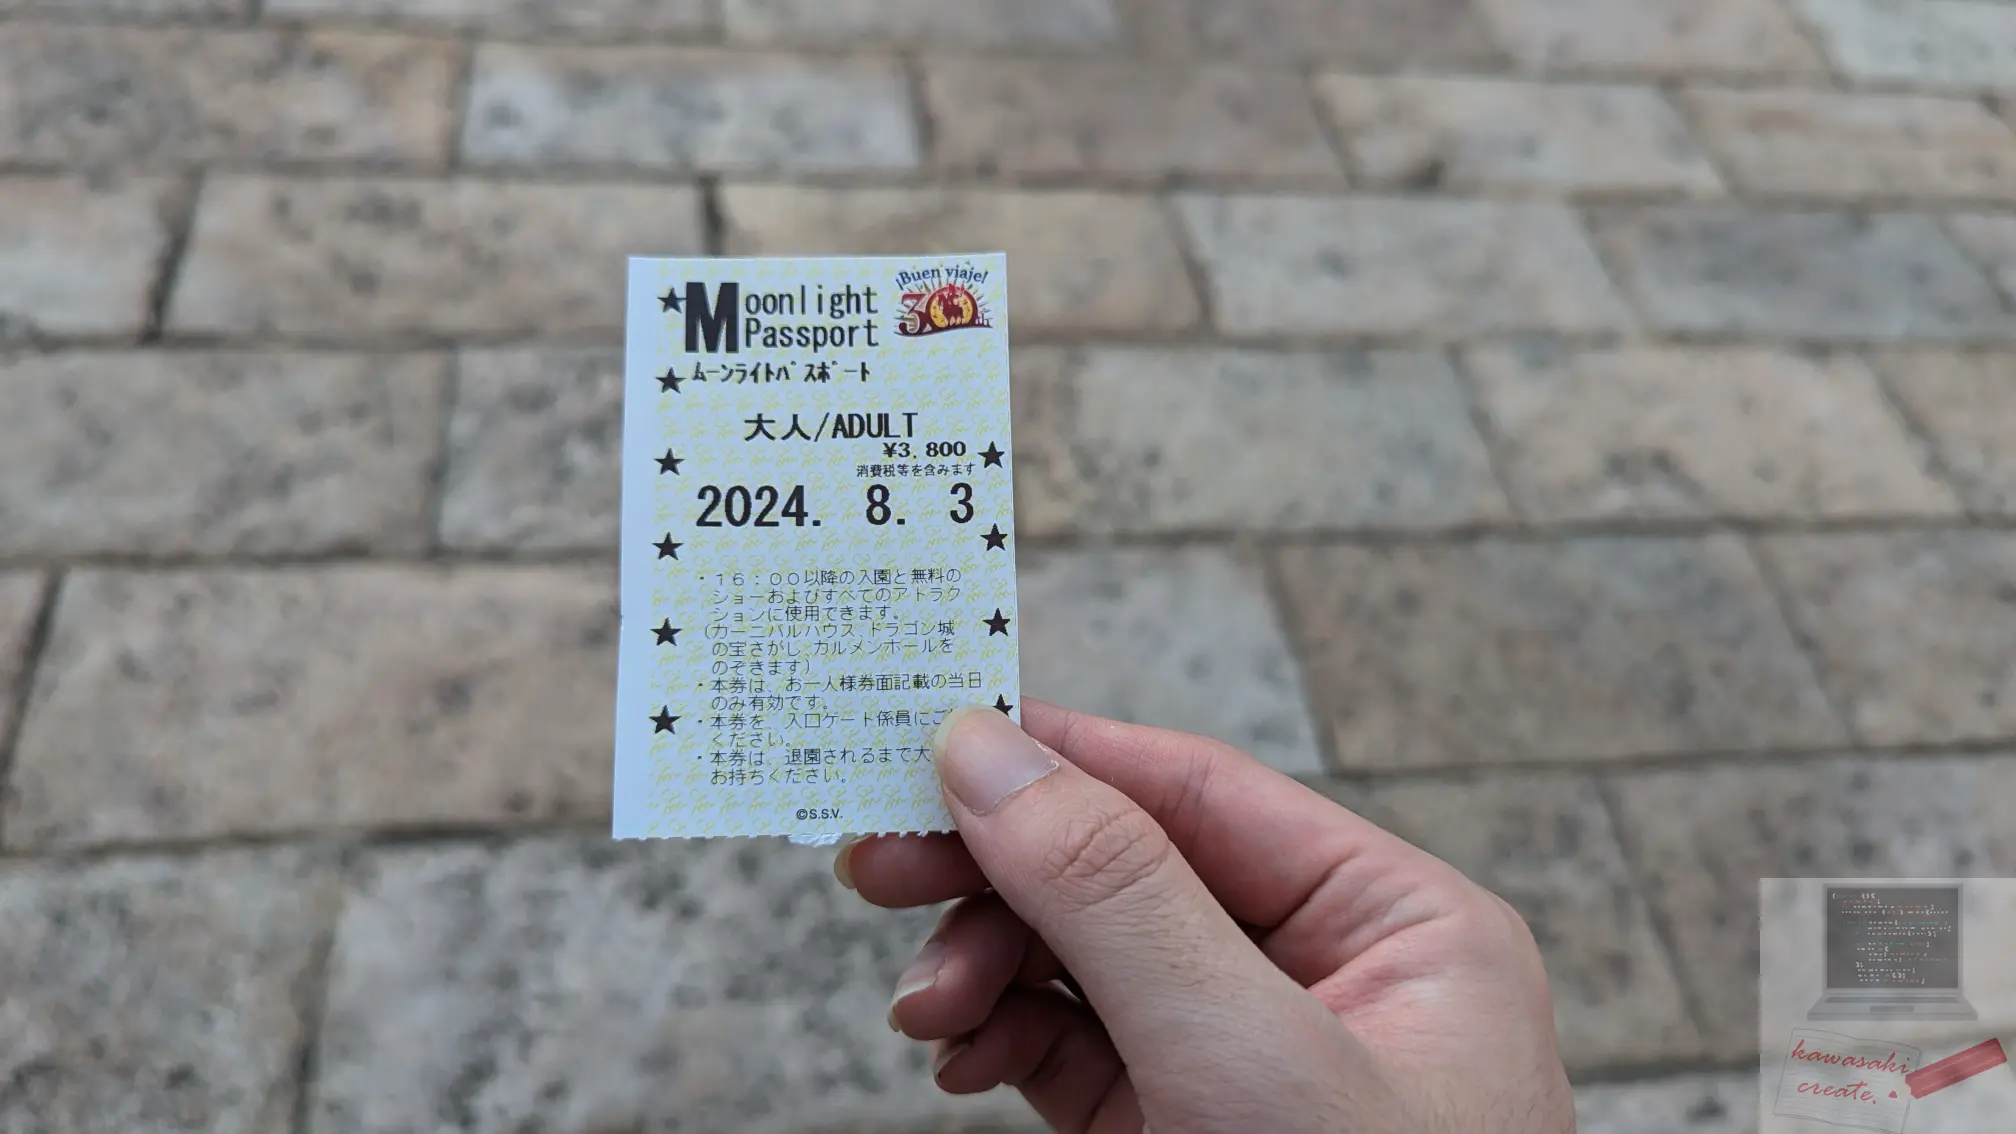 ¡Buen viaje!
30th
Moonlight
Passport
ムーンライトパスポート
大人/ADULT
¥3,800
消費税等を含みます
2024. 8. 3
・16:00以降の入園と無料の
ショーおよびすべてのアトラク
ションに使用できます。
(カーニバルハウス、ドラゴン城
の宝さがし、カルメンホールを
のぞきます)
・本券は、お一人様券面記載の当日
のみ有効です。
・本券を、入口ゲート係員にご
ください。
・本券は、退園されるまで大
お持ちください。
©S.S.V.
kawasaki
create.